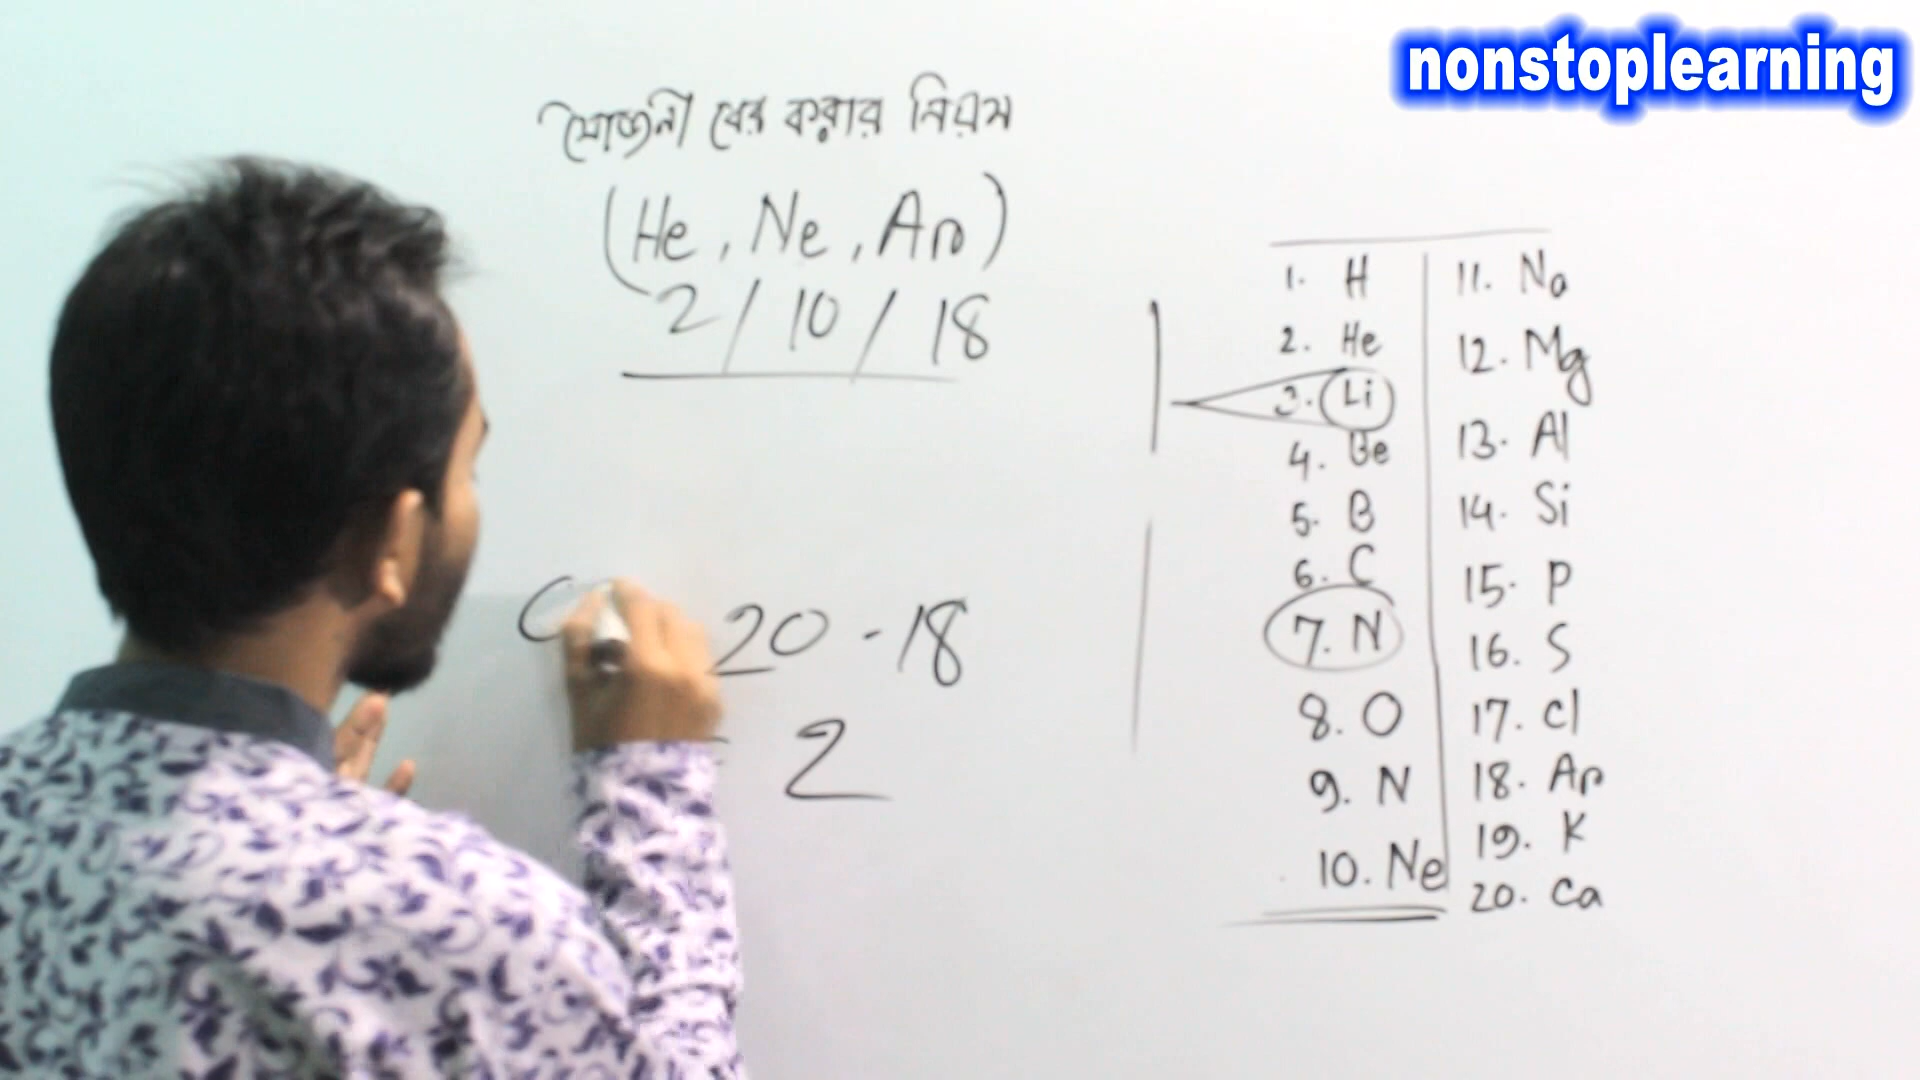 nonstoplearning
যোজনী বের করার নিয়ম
(He, Ne, Ar)
2 / 10 / 18
20 - 18
2
1. H
2. He
3. Li
4. Be
5. B
6. C
7. N
8. O
9. N
10. Ne
11. Na
12. Mg
13. Al
14. Si
15. P
16. S
17. Cl
18. Ar
19. K
20. Ca